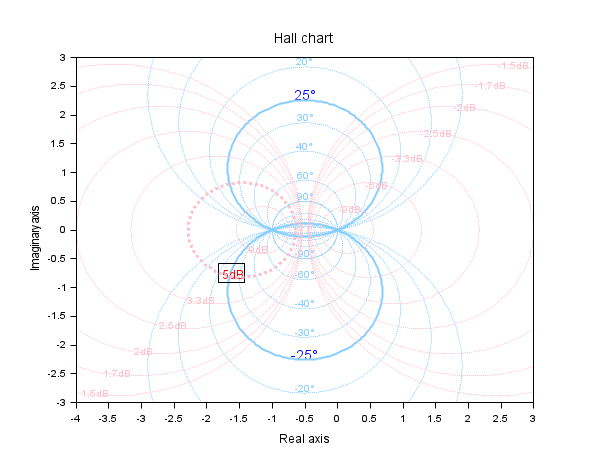 Hall chart
3
20°
-1.5dB
2.5
-1.7dB
25°
-2dB
2
30°
-2.5dB
1.5
40°
-3.3dB
1
60°
-5dB
90°
0.5
-9dB
Imaginary axis
0
9dB
-90°
-0.5
5dB
-60°
-1
3.3dB
-40°
-1.5
2.5dB
-30°
-2
2dB
-25°
-2.5
1.7dB
-20°
1.5dB
-3
-4 -3.5 -3 -2.5 -2 -1.5 -1 -0.5 0 0.5 1 1.5 2 2.5 3
Real axis